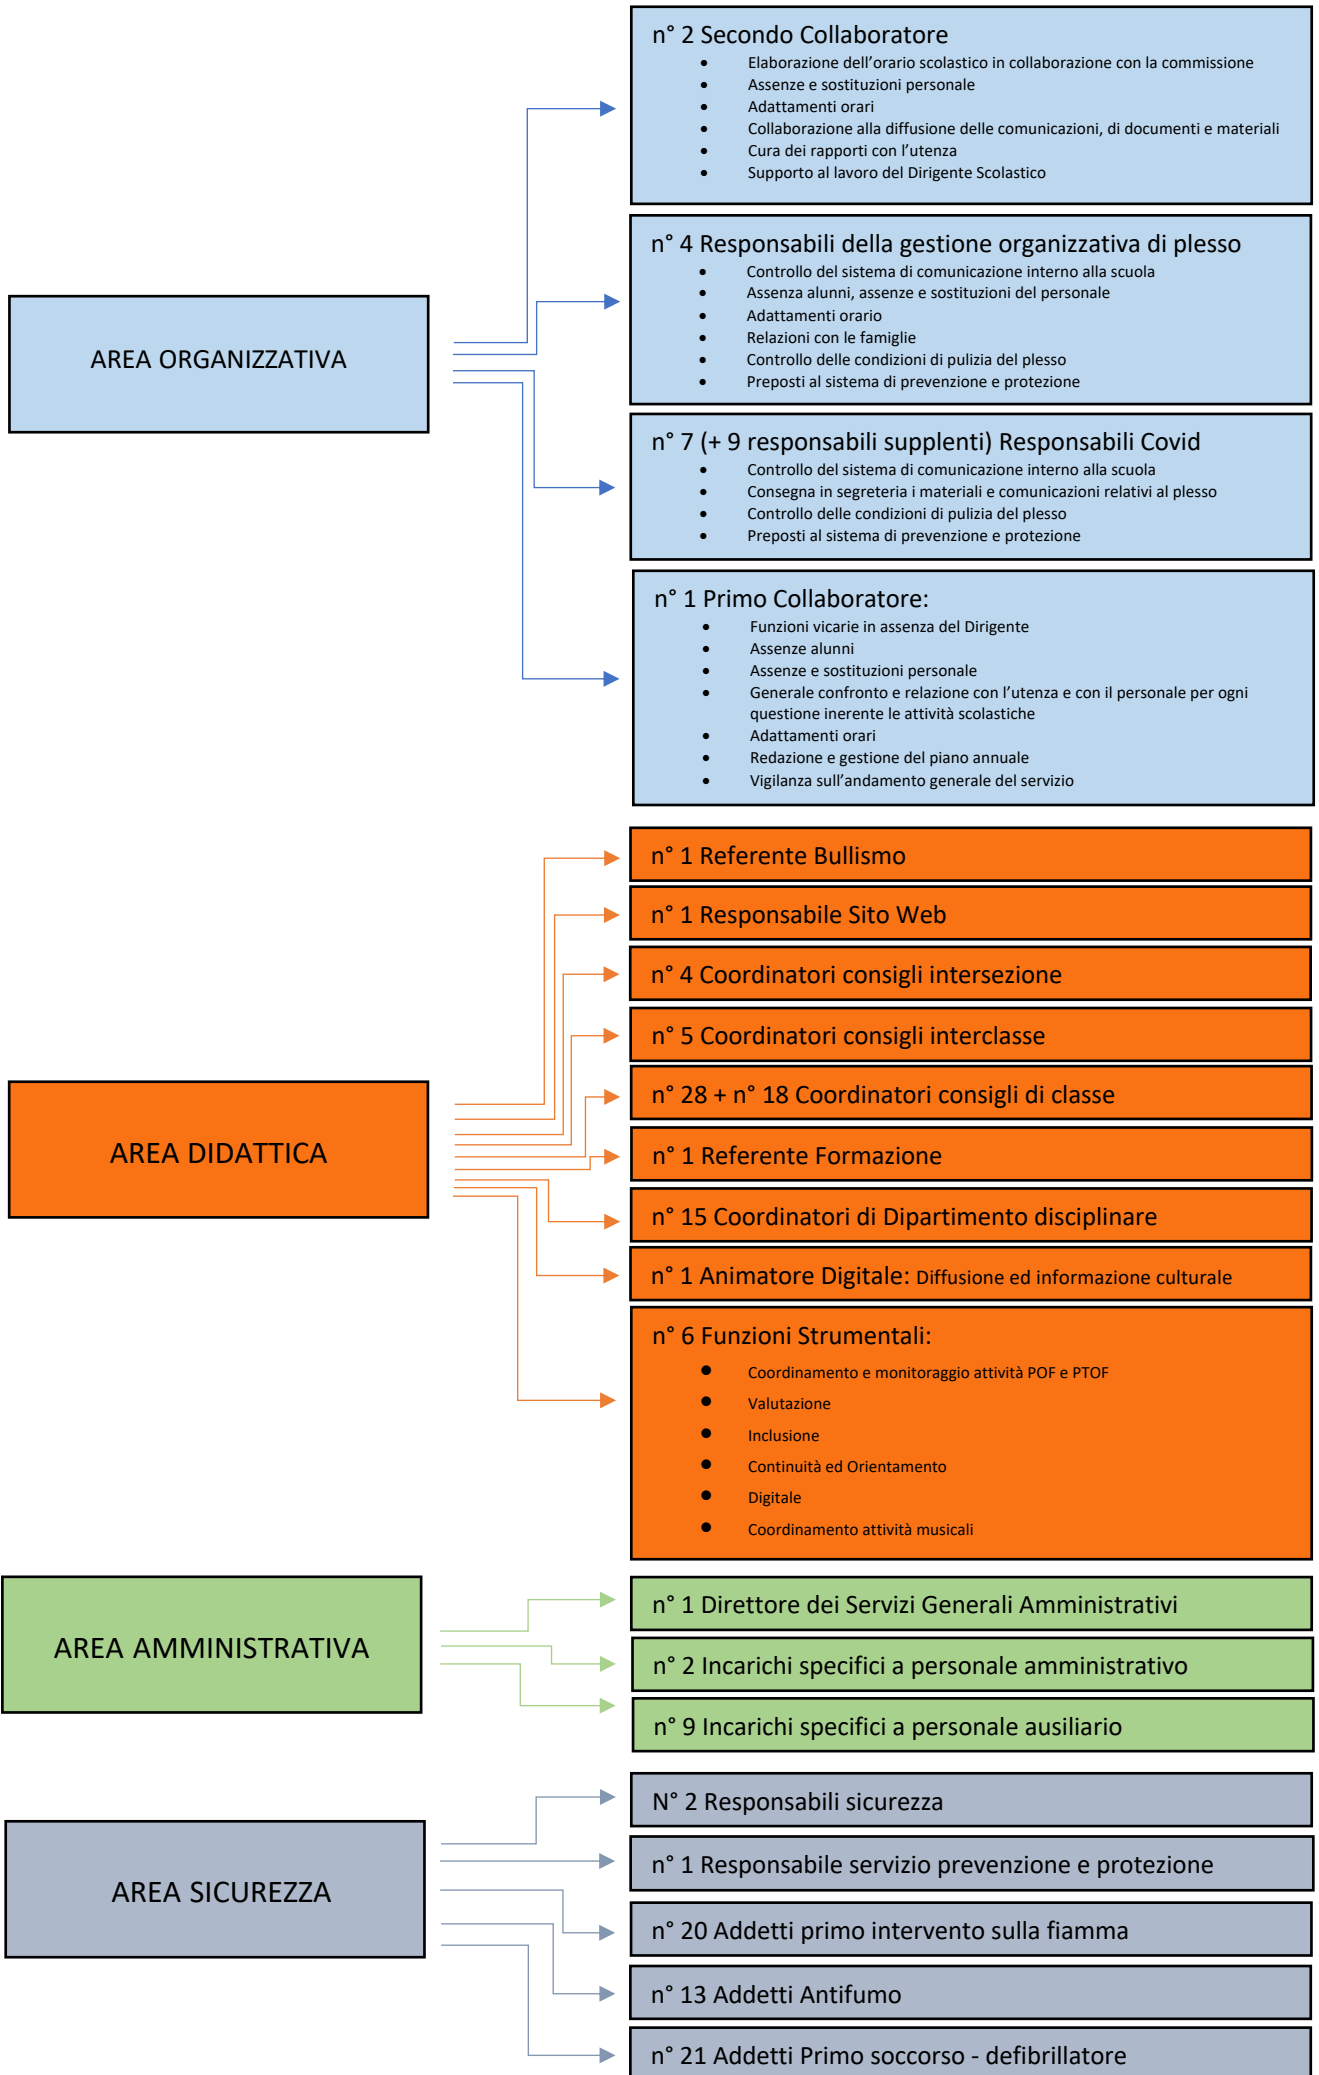 AREA ORGANIZZATIVA
n° 2 Secondo Collaboratore
• Elaborazione dell’orario scolastico in collaborazione con la commissione
• Assenze e sostituzioni personale
• Adattamenti orari
• Collaborazione alla diffusione delle comunicazioni, di documenti e materiali
• Cura dei rapporti con l’utenza
• Supporto al lavoro del Dirigente Scolastico
n° 4 Responsabili della gestione organizzativa di plesso
• Controllo del sistema di comunicazione interno alla scuola
• Assenza alunni, assenze e sostituzioni del personale
• Adattamenti orario
• Relazioni con le famiglie
• Controllo delle condizioni di pulizia del plesso
• Preposti al sistema di prevenzione e protezione
n° 7 (+ 9 responsabili supplenti) Responsabili Covid
• Controllo del sistema di comunicazione interno alla scuola
• Consegna in segreteria i materiali e comunicazioni relativi al plesso
• Controllo delle condizioni di pulizia del plesso
• Preposti al sistema di prevenzione e protezione
n° 1 Primo Collaboratore:
• Funzioni vicarie in assenza del Dirigente
• Assenze alunni
• Assenze e sostituzioni personale
• Generale confronto e relazione con l’utenza e con il personale per ogni
questione inerente le attività scolastiche
• Adattamenti orari
• Redazione e gestione del piano annuale
• Vigilanza sull’andamento generale del servizio
AREA DIDATTICA
n° 1 Referente Bullismo
n° 1 Responsabile Sito Web
n° 4 Coordinatori consigli intersezione
n° 5 Coordinatori consigli interclasse
n° 28 + n° 18 Coordinatori consigli di classe
n° 1 Referente Formazione
n° 15 Coordinatori di Dipartimento disciplinare
n° 1 Animatore Digitale: Diffusione ed informazione culturale
n° 6 Funzioni Strumentali:
• Coordinamento e monitoraggio attività POF e PTOF
• Valutazione
• Inclusione
• Continuità ed Orientamento
• Digitale
• Coordinamento attività musicali
AREA AMMINISTRATIVA
n° 1 Direttore dei Servizi Generali Amministrativi
n° 2 Incarichi specifici a personale amministrativo
n° 9 Incarichi specifici a personale ausiliario
AREA SICUREZZA
N° 2 Responsabili sicurezza
n° 1 Responsabile servizio prevenzione e protezione
n° 20 Addetti primo intervento sulla fiamma
n° 13 Addetti Antifumo
n° 21 Addetti Primo soccorso - defibrillatore